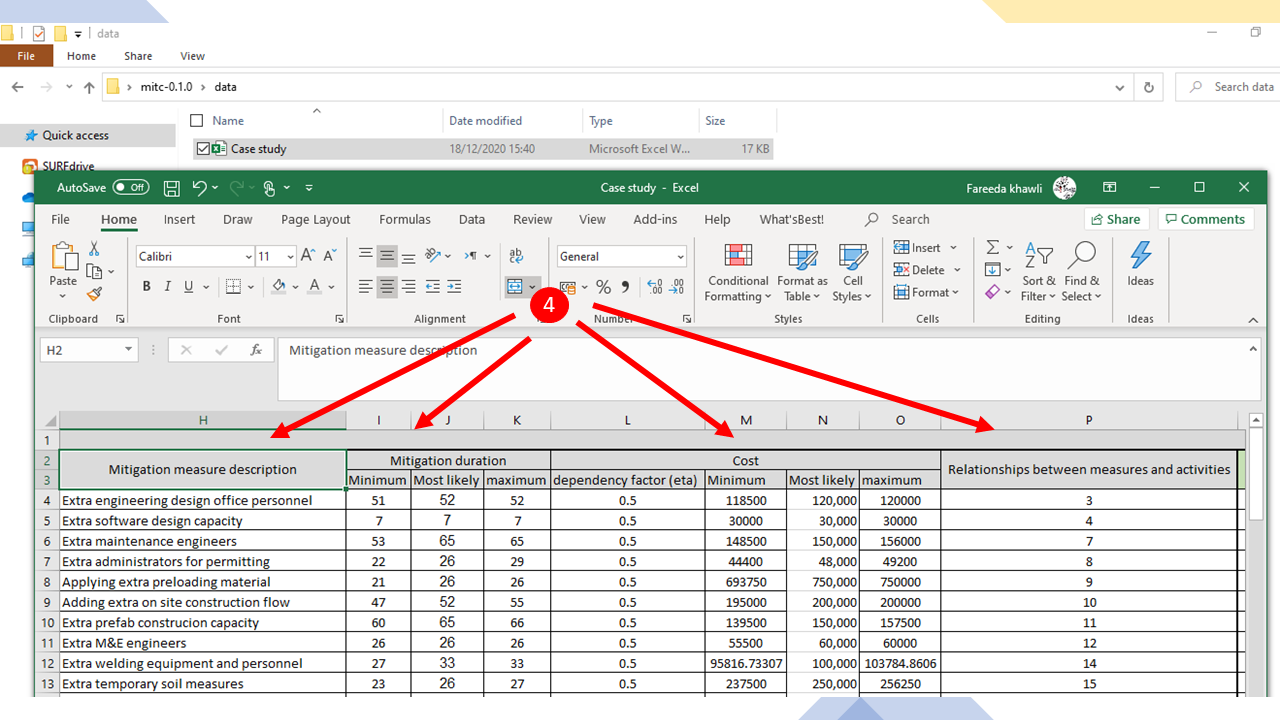 data
File Home Share View
mitc-0.1.0 data Search data
Quick access Name Date modified Type Size
Case study 18/12/2020 15:40 Microsoft Excel W... 17 KB
SURFdrive
AutoSave Off Case study - Excel Fareeda khawli
File Home Insert Draw Page Layout Formulas Data Review View Add-ins Help What'sBest! Search Share Comments
Paste Calibri 11 A A ab General Conditional Formatting Format as Table Cell Styles Insert Delete Format Sort & Filter Find & Select Ideas
B I U A % 4
Clipboard Font Alignment Number Styles Cells Editing Ideas
H2 fx Mitigation measure description
H I J K L M N O P
1
2 Mitigation measure description Mitigation duration Cost Relationships between measures and activities
3 Minimum Most likely maximum dependency factor (eta) Minimum Most likely maximum
4 Extra engineering design office personnel 51 52 52 0.5 118500 120,000 120000 3
5 Extra software design capacity 7 7 7 0.5 30000 30,000 30000 4
6 Extra maintenance engineers 53 65 65 0.5 148500 150,000 156000 7
7 Extra administrators for permitting 22 26 29 0.5 44400 48,000 49200 8
8 Applying extra preloading material 21 26 26 0.5 693750 750,000 750000 9
9 Adding extra on site construction flow 47 52 55 0.5 195000 200,000 200000 10
10 Extra prefab construcion capacity 60 65 66 0.5 139500 150,000 157500 11
11 Extra M&E engineers 26 26 26 0.5 55500 60,000 60000 12
12 Extra welding equipment and personnel 27 33 33 0.5 95816.73307 100,000 103784.8606 14
13 Extra temporary soil measures 23 26 27 0.5 237500 250,000 256250 15